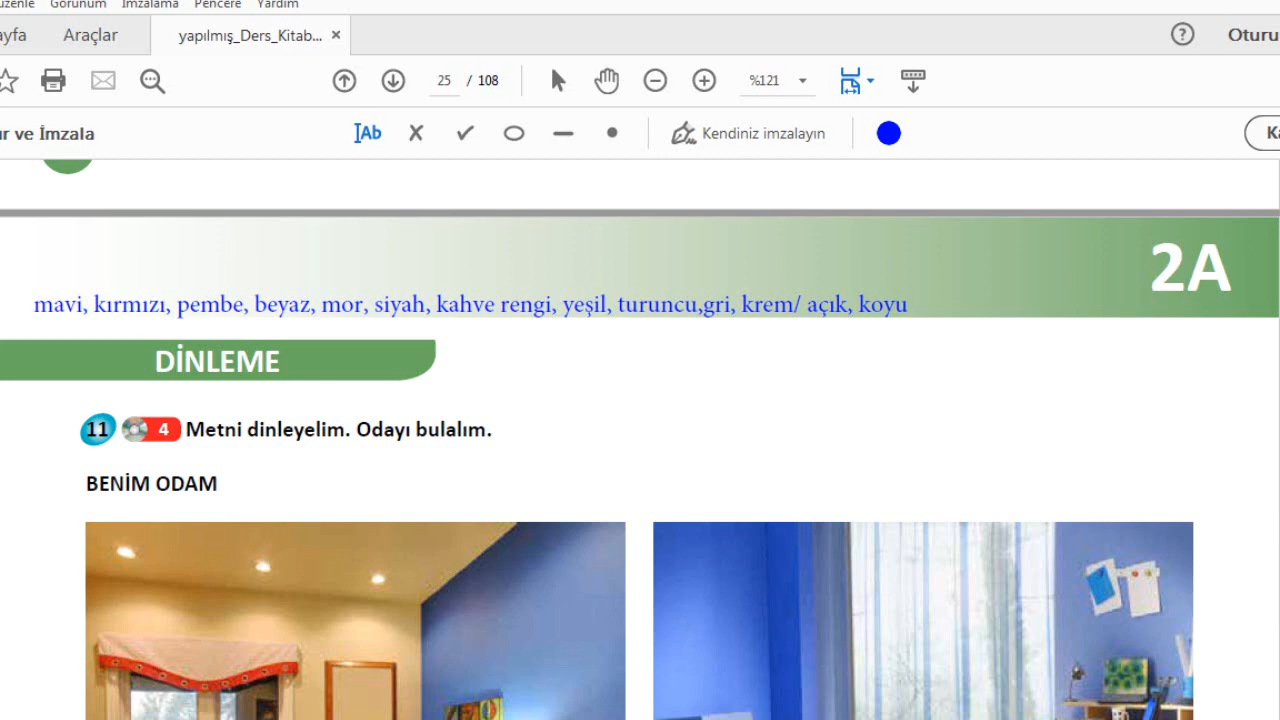 Görünüm İmzalama Pencere Yardım
Araçlar yapılmış_Ders_Kitab... × ? Oturu
25 / 108 %121
ır ve İmzala Ab Kendiniz imzalayın
2A
mavi, kırmızı, pembe, beyaz, mor, siyah, kahve rengi, yeşil, turuncu,gri, krem/ açık, koyu
DİNLEME
11 4 Metni dinleyelim. Odayı bulalım.
BENİM ODAM